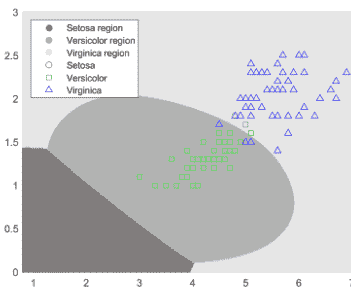 3
Setosa region
Versicolor region
Virginica region
Setosa
Versicolor
Virginica
2.5
2
1.5
1
0.5
0
1 2 3 4 5 6 7